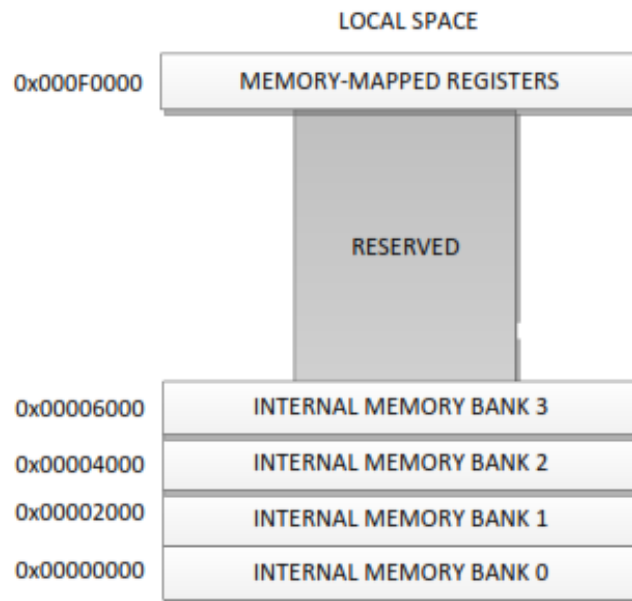 LOCAL SPACE
0x000F0000 MEMORY-MAPPED REGISTERS
RESERVED
0x00006000 INTERNAL MEMORY BANK 3
0x00004000 INTERNAL MEMORY BANK 2
0x00002000 INTERNAL MEMORY BANK 1
0x00000000 INTERNAL MEMORY BANK 0